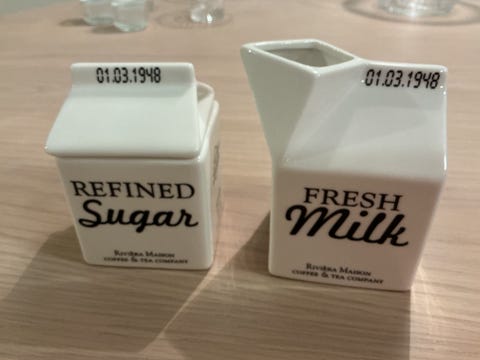 01.03.1948
REFINED
Sugar
RIVIÈRA MAISON
COFFEE & TEA COMPANY
01.03.1948
FRESH
Milk
RIVIÈRA MAISON
COFFEE & TEA COMPANY